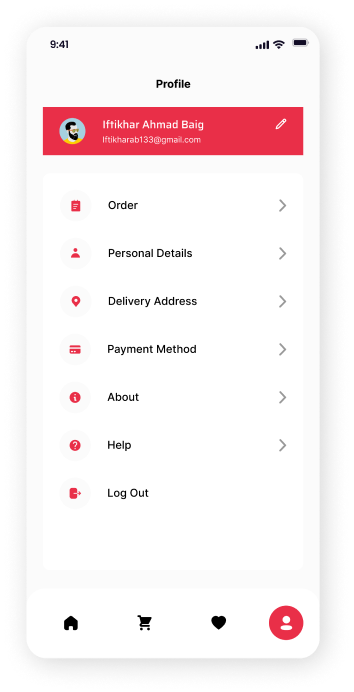 9:41
Profile
Iftikhar Ahmad Baig
Iftikharab133@gmail.com
Order
Personal Details
Delivery Address
Payment Method
About
Help
Log Out